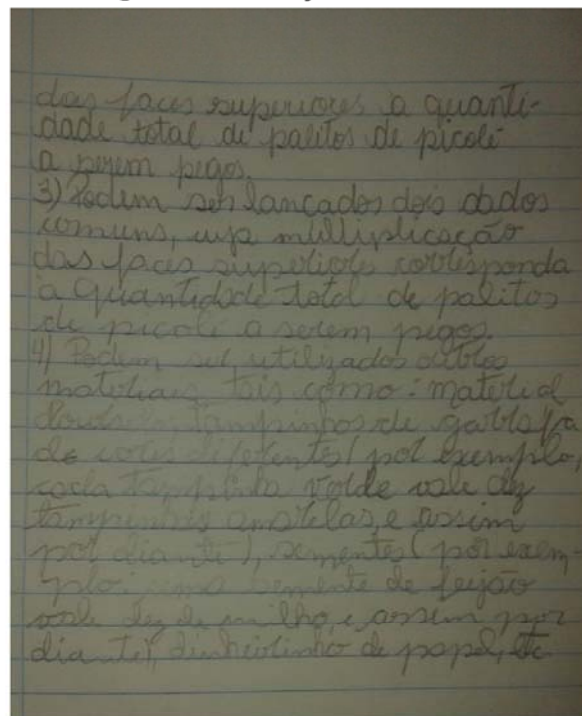 das faces superiores a quanti-
dade total de palitos de picolé
a serem pegos.
3) Podem ser lançados dois dados
comuns, cuja multiplicação
das faces superiores corresponda
a quantidade total de palitos
de picolé a serem pegos.
4) Podem ser utilizados outros
materiais, tais como: material
dourado, tampinhas de garrafa
de cores diferentes (por exemplo,
cada tampinha verde vale dez
tampinhas amarelas, e assim
por diante), sementes (por exem-
plo: uma semente de feijão
vale dez de milho, e assim por
diante), dinheirinho de papel, etc